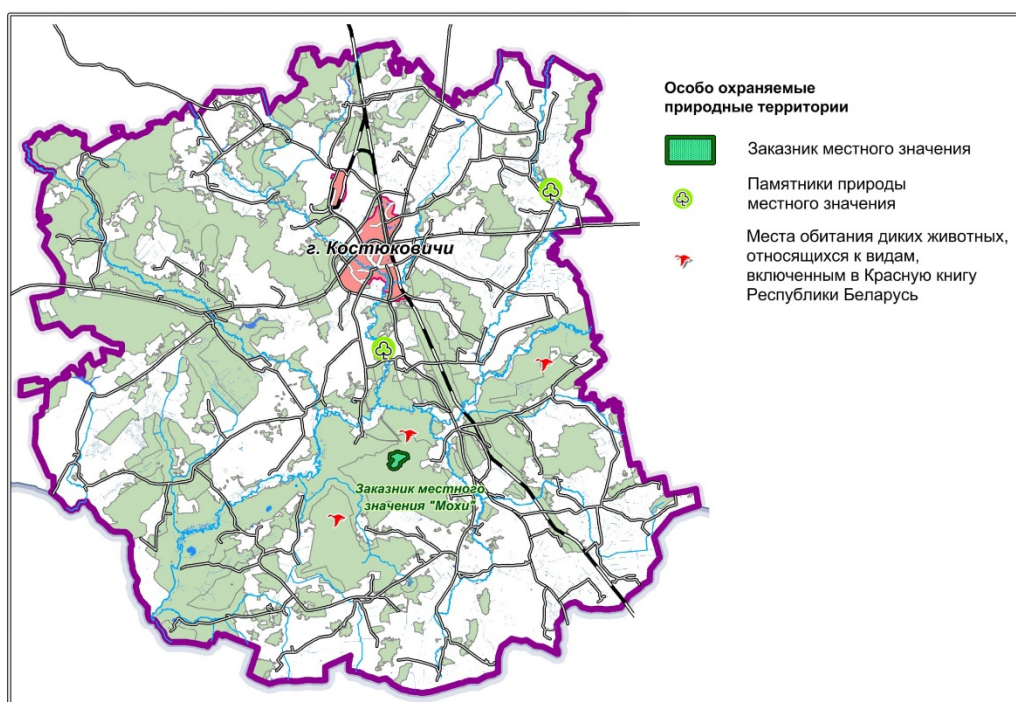 Особо охраняемые
природные территории
Заказник местного значения
Памятники природы
местного значения
Места обитания диких животных,
относящихся к видам,
включенным в Красную книгу
Республики Беларусь
г. Костюковичи
Заказник местного
значения "Мохи"